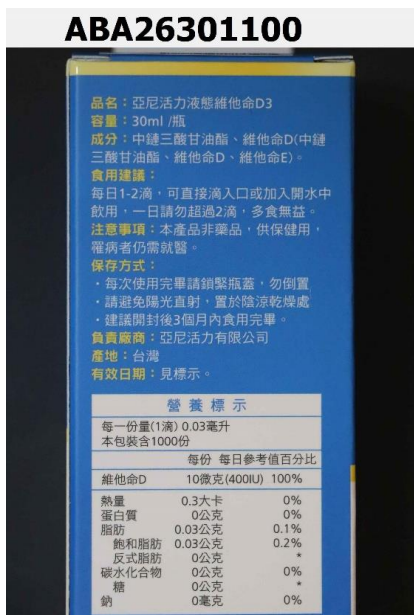 ABA26301100
品名：亞尼活力液態維他命D3
容量：30ml /瓶
成分：中鏈三酸甘油酯、維他命D(中鏈
三酸甘油酯、維他命D、維他命E)。
食用建議：
每日1-2滴，可直接滴入口或加入開水中
飲用，一日請勿超過2滴，多食無益。
注意事項：本產品非藥品，供保健用，
罹病者仍需就醫。
保存方式：
・每次使用完畢請鎖緊瓶蓋，勿倒置
・請避免陽光直射，置於陰涼乾燥處
・建議開封後3個月內食用完畢。
負責廠商：亞尼活力有限公司
產地：台灣
有效日期：見標示。
營養標示
每一份量(1滴) 0.03毫升
本包裝含1000份
每份 每日參考值百分比
維他命D 10微克(400IU) 100%
熱量 0.3大卡 0%
蛋白質 0公克 0%
脂肪 0.03公克 0.1%
飽和脂肪 0.03公克 0.2%
反式脂肪 0公克 *
碳水化合物 0公克 0%
糖 0公克 *
鈉 0毫克 0%